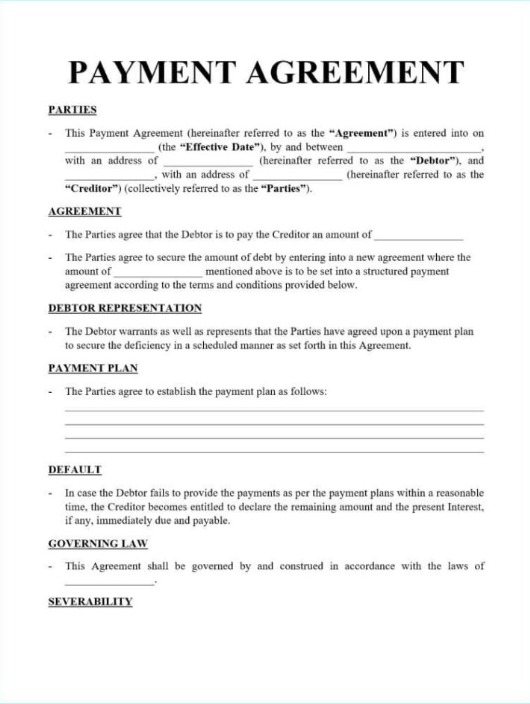 PAYMENT AGREEMENT
PARTIES
- This Payment Agreement (hereinafter referred to as the “Agreement”) is entered into on
________________ (the “Effective Date”), by and between ________________________,
with an address of ________________ (hereinafter referred to as the “Debtor”), and
________________, with an address of ________________ (hereinafter referred to as the
“Creditor”) (collectively referred to as the “Parties”).
AGREEMENT
- The Parties agree that the Debtor is to pay the Creditor an amount of ________________
- The Parties agree to secure the amount of debt by entering into a new agreement where the
amount of ________________ mentioned above is to be set into a structured payment
agreement according to the terms and conditions provided below.
DEBTOR REPRESENTATION
- The Debtor warrants as well as represents that the Parties have agreed upon a payment plan
to secure the deficiency in a scheduled manner as set forth in this Agreement.
PAYMENT PLAN
- The Parties agree to establish the payment plan as follows:
DEFAULT
- In case the Debtor fails to provide the payments as per the payment plans within a reasonable
time, the Creditor becomes entitled to declare the remaining amount and the present Interest,
if any, immediately due and payable.
GOVERNING LAW
- This Agreement shall be governed by and construed in accordance with the laws of
________________.
SEVERABILITY